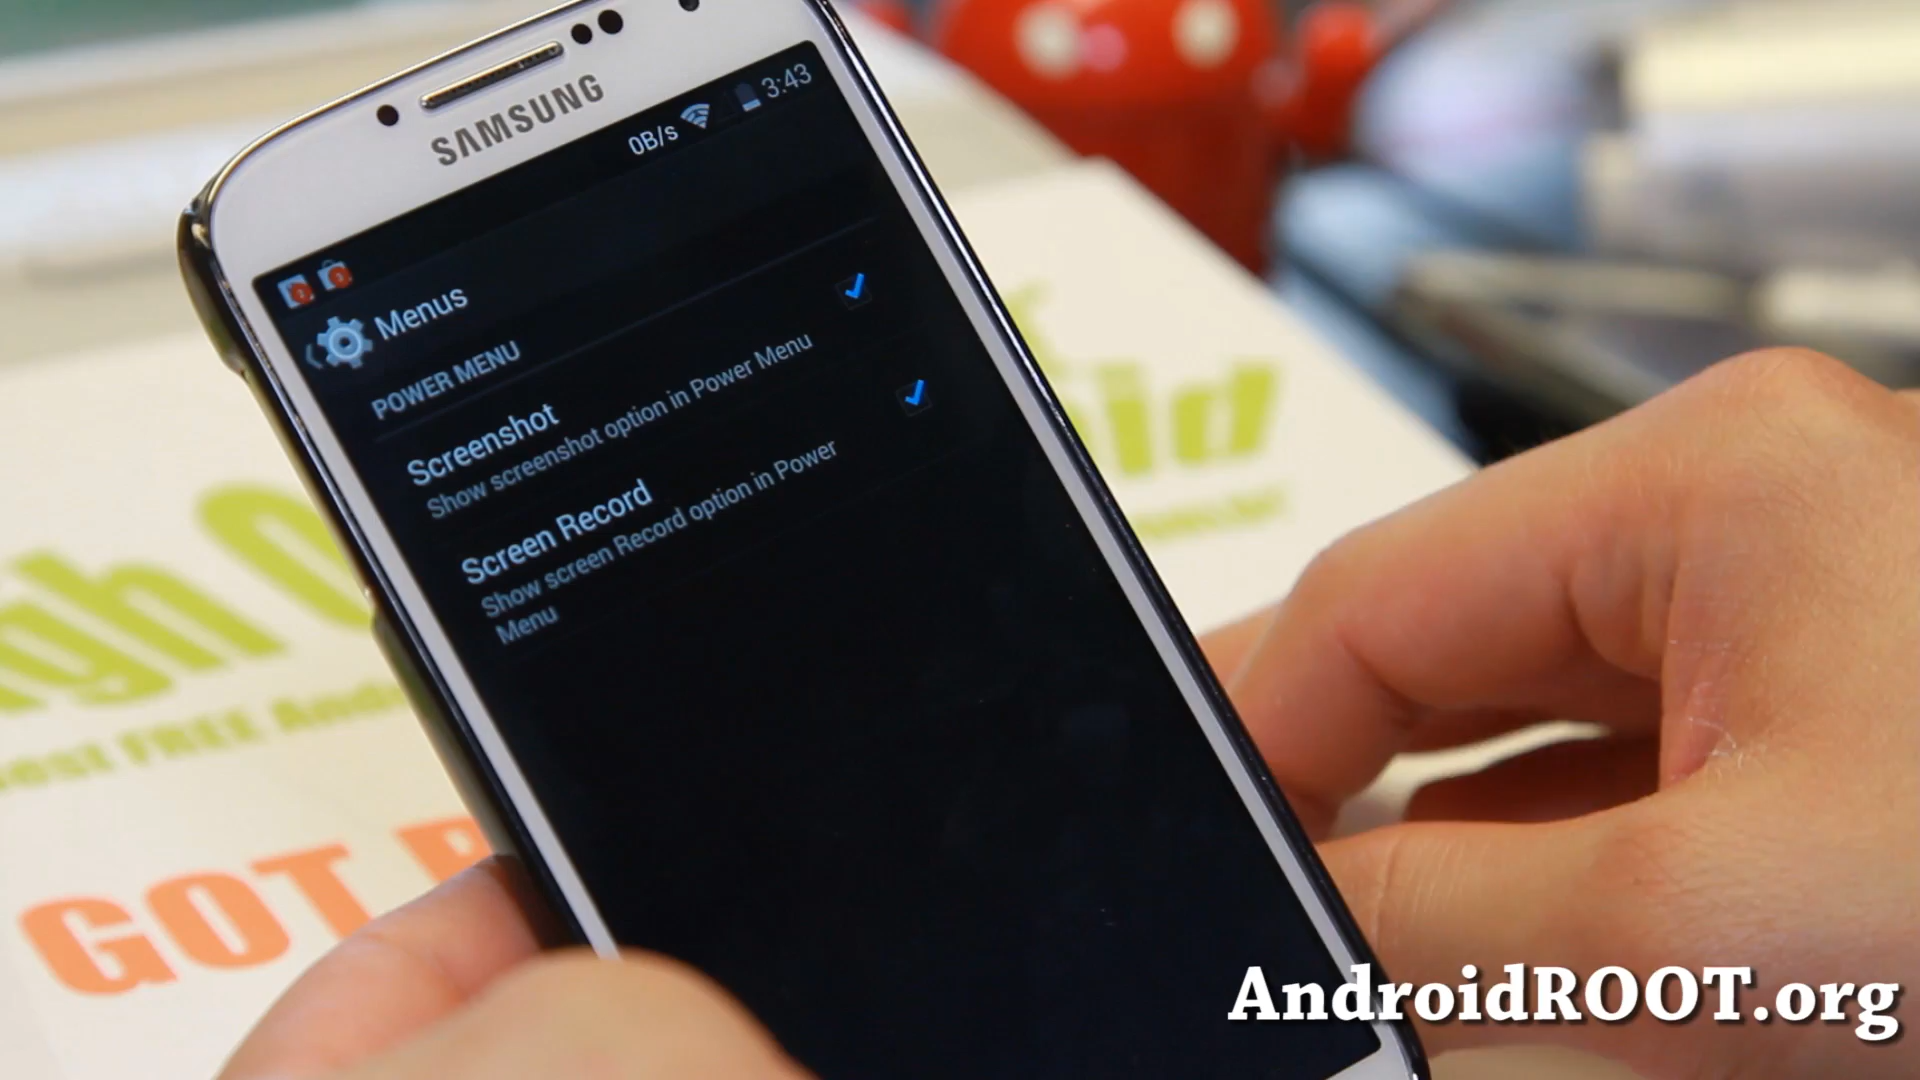 SAMSUNG
0B/s 3:43
Menus
POWER MENU
Screenshot
Show screenshot option in Power Menu
Screen Record
Show screen Record option in Power
Menu
GOT
AndroidROOT.org